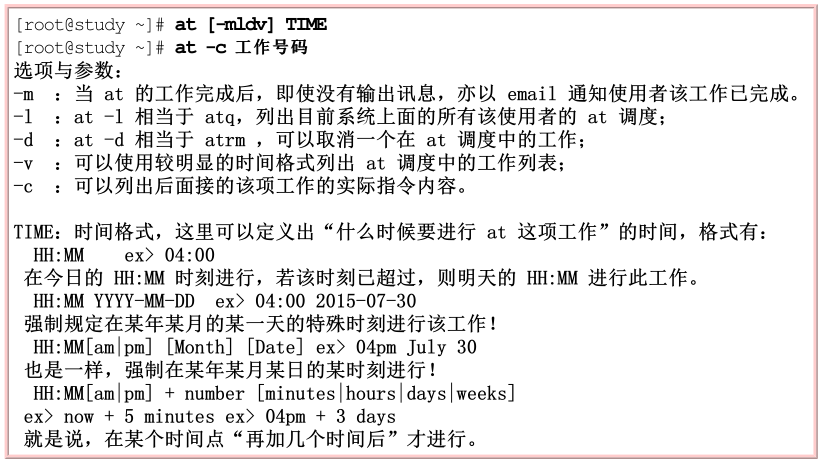 [root@study ~]# at [-mldv] TIME
[root@study ~]# at -c 工作号码
选项与参数：
-m ：当 at 的工作完成后，即使没有输出讯息，亦以 email 通知使用者该工作已完成。
-l ：at -l 相当于 atq，列出目前系统上面的所有该使用者的 at 调度；
-d ：at -d 相当于 atrm ，可以取消一个在 at 调度中的工作；
-v ：可以使用较明显的时间格式列出 at 调度中的工作列表；
-c ：可以列出后面接的该项工作的实际指令内容。
TIME：时间格式，这里可以定义出“什么时候要进行 at 这项工作”的时间，格式有：
HH:MM ex> 04:00
在今日的 HH:MM 时刻进行，若该时刻已超过，则明天的 HH:MM 进行此工作。
HH:MM YYYY-MM-DD ex> 04:00 2015-07-30
强制规定在某年某月的某一天的特殊时刻进行该工作！
HH:MM[am|pm] [Month] [Date] ex> 04pm July 30
也是一样，强制在某年某月某日的某时刻进行！
HH:MM[am|pm] + number [minutes|hours|days|weeks]
ex> now + 5 minutes ex> 04pm + 3 days
就是说，在某个时间点“再加几个时间后”才进行。